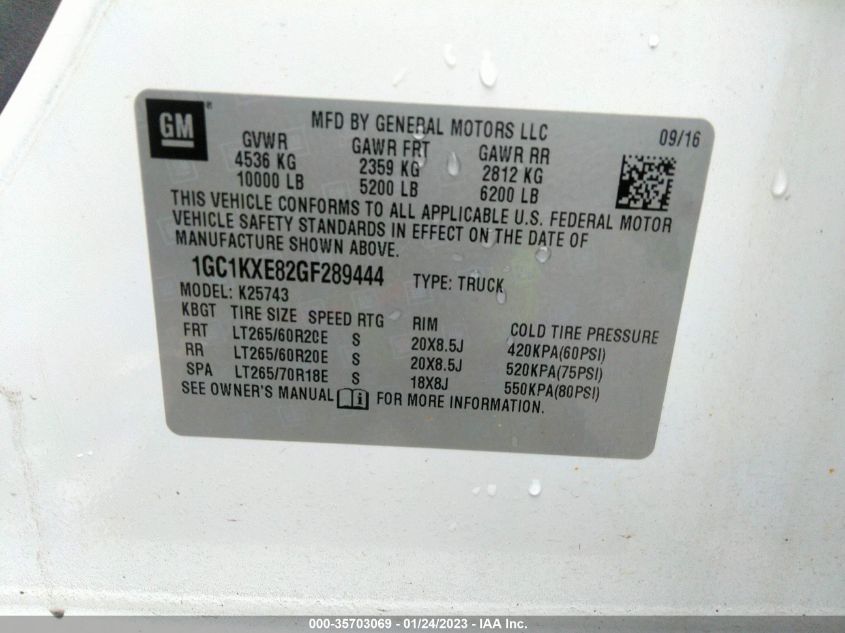 GM
®
MFD BY GENERAL MOTORS LLC 09/16
GVWR GAWR FRT GAWR RR
4536 KG 2359 KG 2812 KG
10000 LB 5200 LB 6200 LB
THIS VEHICLE CONFORMS TO ALL APPLICABLE U.S. FEDERAL MOTOR
VEHICLE SAFETY STANDARDS IN EFFECT ON THE DATE OF
MANUFACTURE SHOWN ABOVE.
1GC1KXE82GF289444 TYPE: TRUCK
MODEL: K25743
KBGT TIRE SIZE SPEED RTG RIM COLD TIRE PRESSURE
FRT LT265/60R20E S 20X8.5J 420KPA(60PSI)
RR LT265/60R20E S 20X8.5J 520KPA(75PSI)
SPA LT265/70R18E S 18X8J 550KPA(80PSI)
SEE OWNER'S MANUAL i FOR MORE INFORMATION.
000-35703069 - 01/24/2023 - IAA Inc.